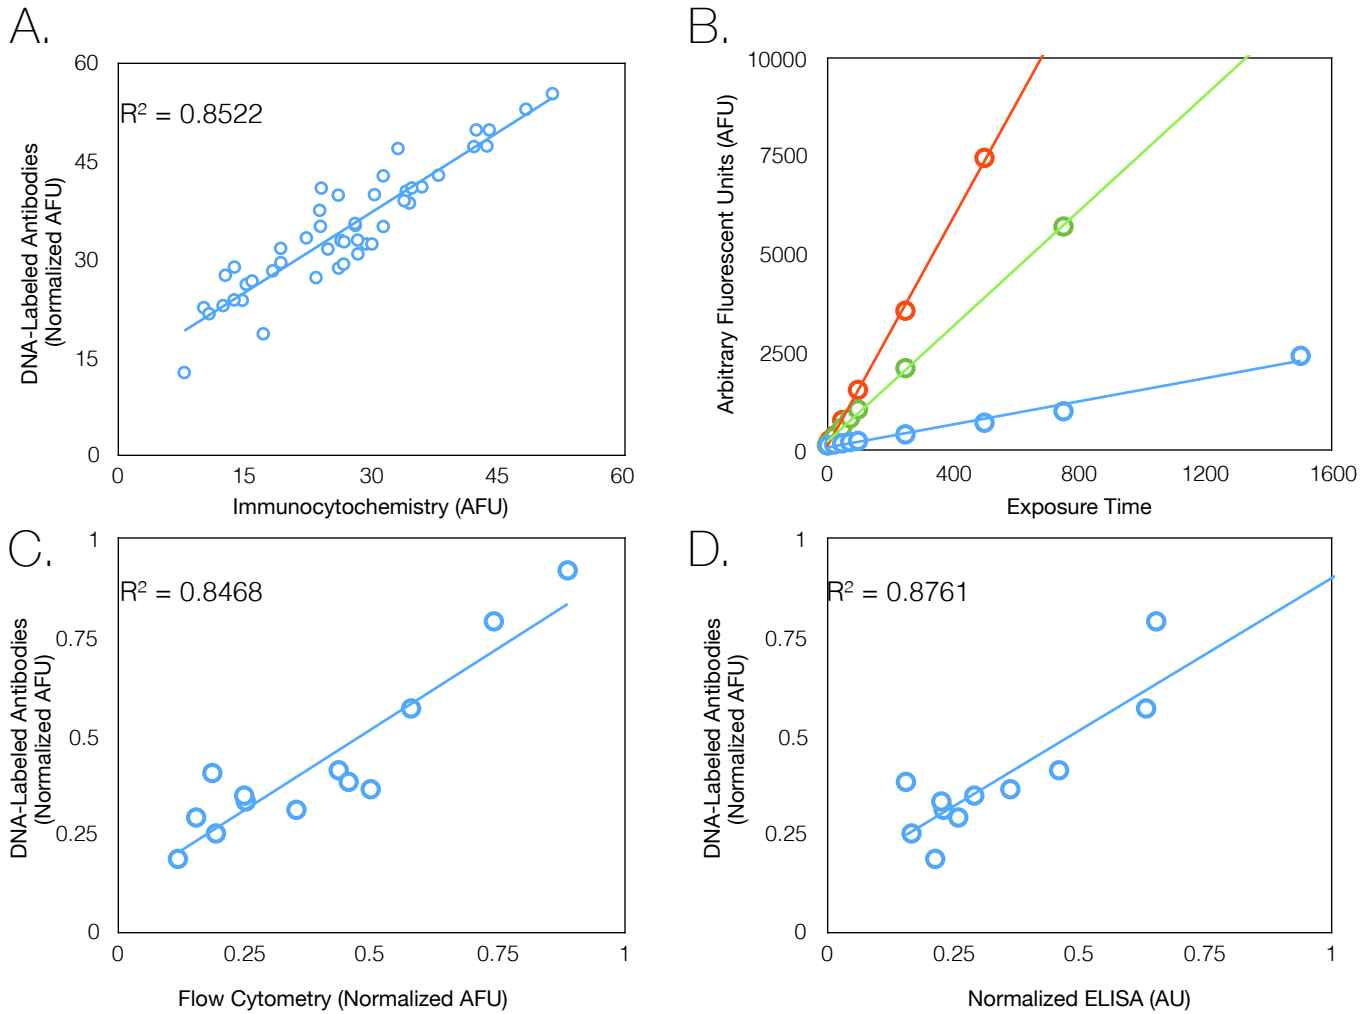 A.
60
45
30
15
0
R² = 0.8522
DNA-Labeled Antibodies
(Normalized AFU)
0 15 30 45 60
Immunocytochemistry (AFU)
B.
10000
7500
5000
2500
0
Arbitrary Fluorescent Units (AFU)
0 400 800 1200 1600
Exposure Time
C.
1
0.75
0.5
0.25
0
R² = 0.8468
DNA-Labeled Antibodies
(Normalized AFU)
0 0.25 0.5 0.75 1
Flow Cytometry (Normalized AFU)
D.
1
0.75
0.5
0.25
0
R² = 0.8761
DNA-Labeled Antibodies
(Normalized AFU)
0 0.25 0.5 0.75 1
Normalized ELISA (AU)